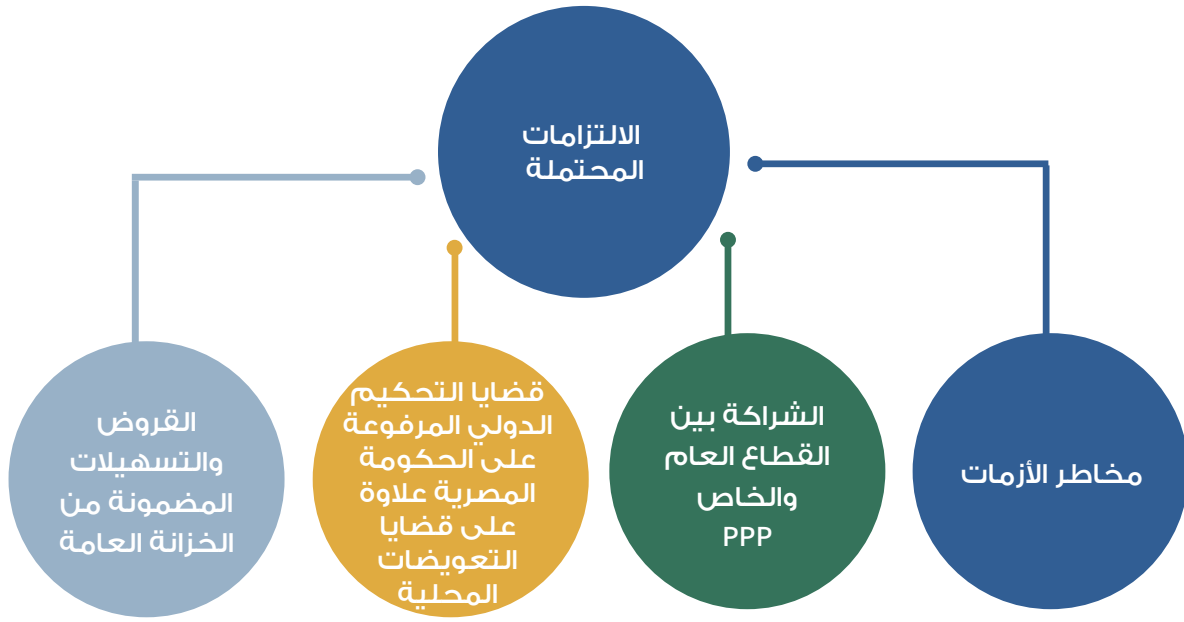 الالتزامات
المحتملة
مخاطر الأزمات
الشراكة بين
القطاع العام
والخاص
PPP
قضايا التحكيم
الدولي المرفوعة
على الحكومة
المصرية علاوة
على قضايا
التعويضات
المحلية
القروض
والتسهيلات
المضمونة من
الخزانة العامة